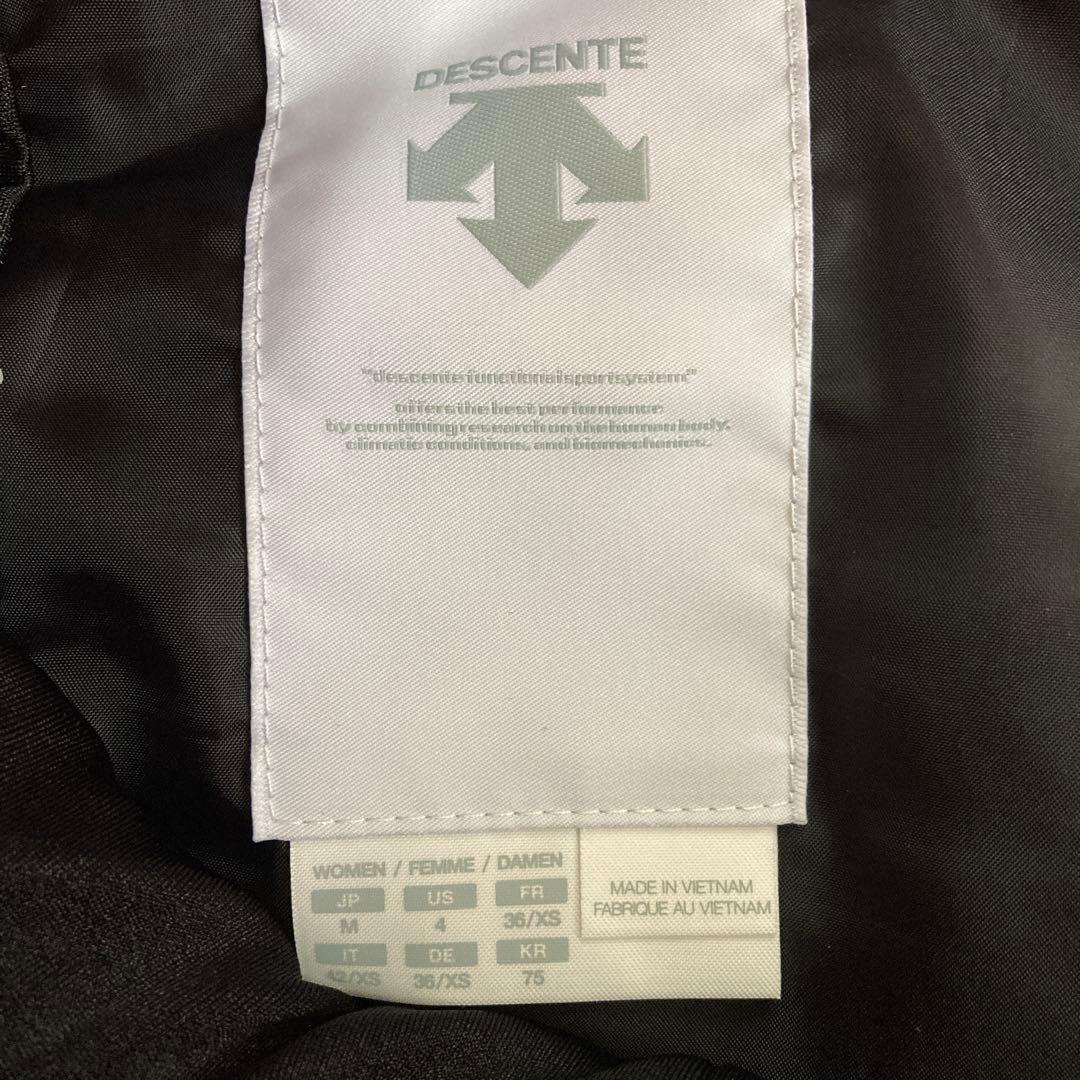 DESCENTE
"descente functional sport system"
offers the best performance
by combining research on the human body,
climatic conditions, and biomechanics.
WOMEN / FEMME / DAMEN
JP US FR
M 4 36/XS
IT DE KR
42/XS 36/XS 75
MADE IN VIETNAM
FABRIQUE AU VIETNAM